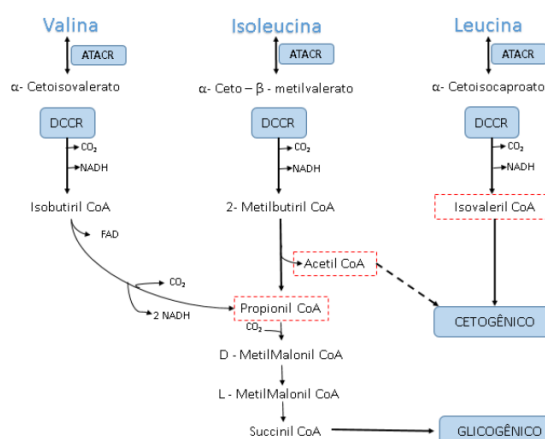 Valina
Isoleucina
Leucina
ATACR
ATACR
ATACR
α- Cetoisovalerato
α- Ceto – β - metilvalerato
α- Cetoisocaproato
DCCR
DCCR
DCCR
CO₂
CO₂
CO₂
NADH
NADH
NADH
Isobutiril CoA
2- Metilbutiril CoA
Isovaleril CoA
FAD
Acetil CoA
CO₂
2 NADH
Propionil CoA
CETOGÊNICO
CO₂
D - MetilMalonil CoA
L - MetilMalonil CoA
Succinil CoA
GLICOGÊNICO